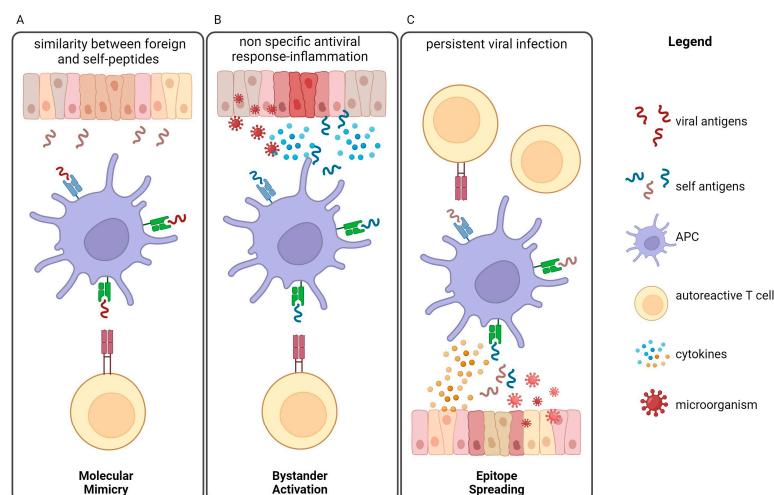 A
B
C
similarity between foreign
and self-peptides
non specific antiviral
response-inflammation
persistent viral infection
Molecular
Mimicry
Bystander
Activation
Epitope
Spreading
Legend
viral antigens
self antigens
APC
autoreactive T cell
cytokines
microorganism